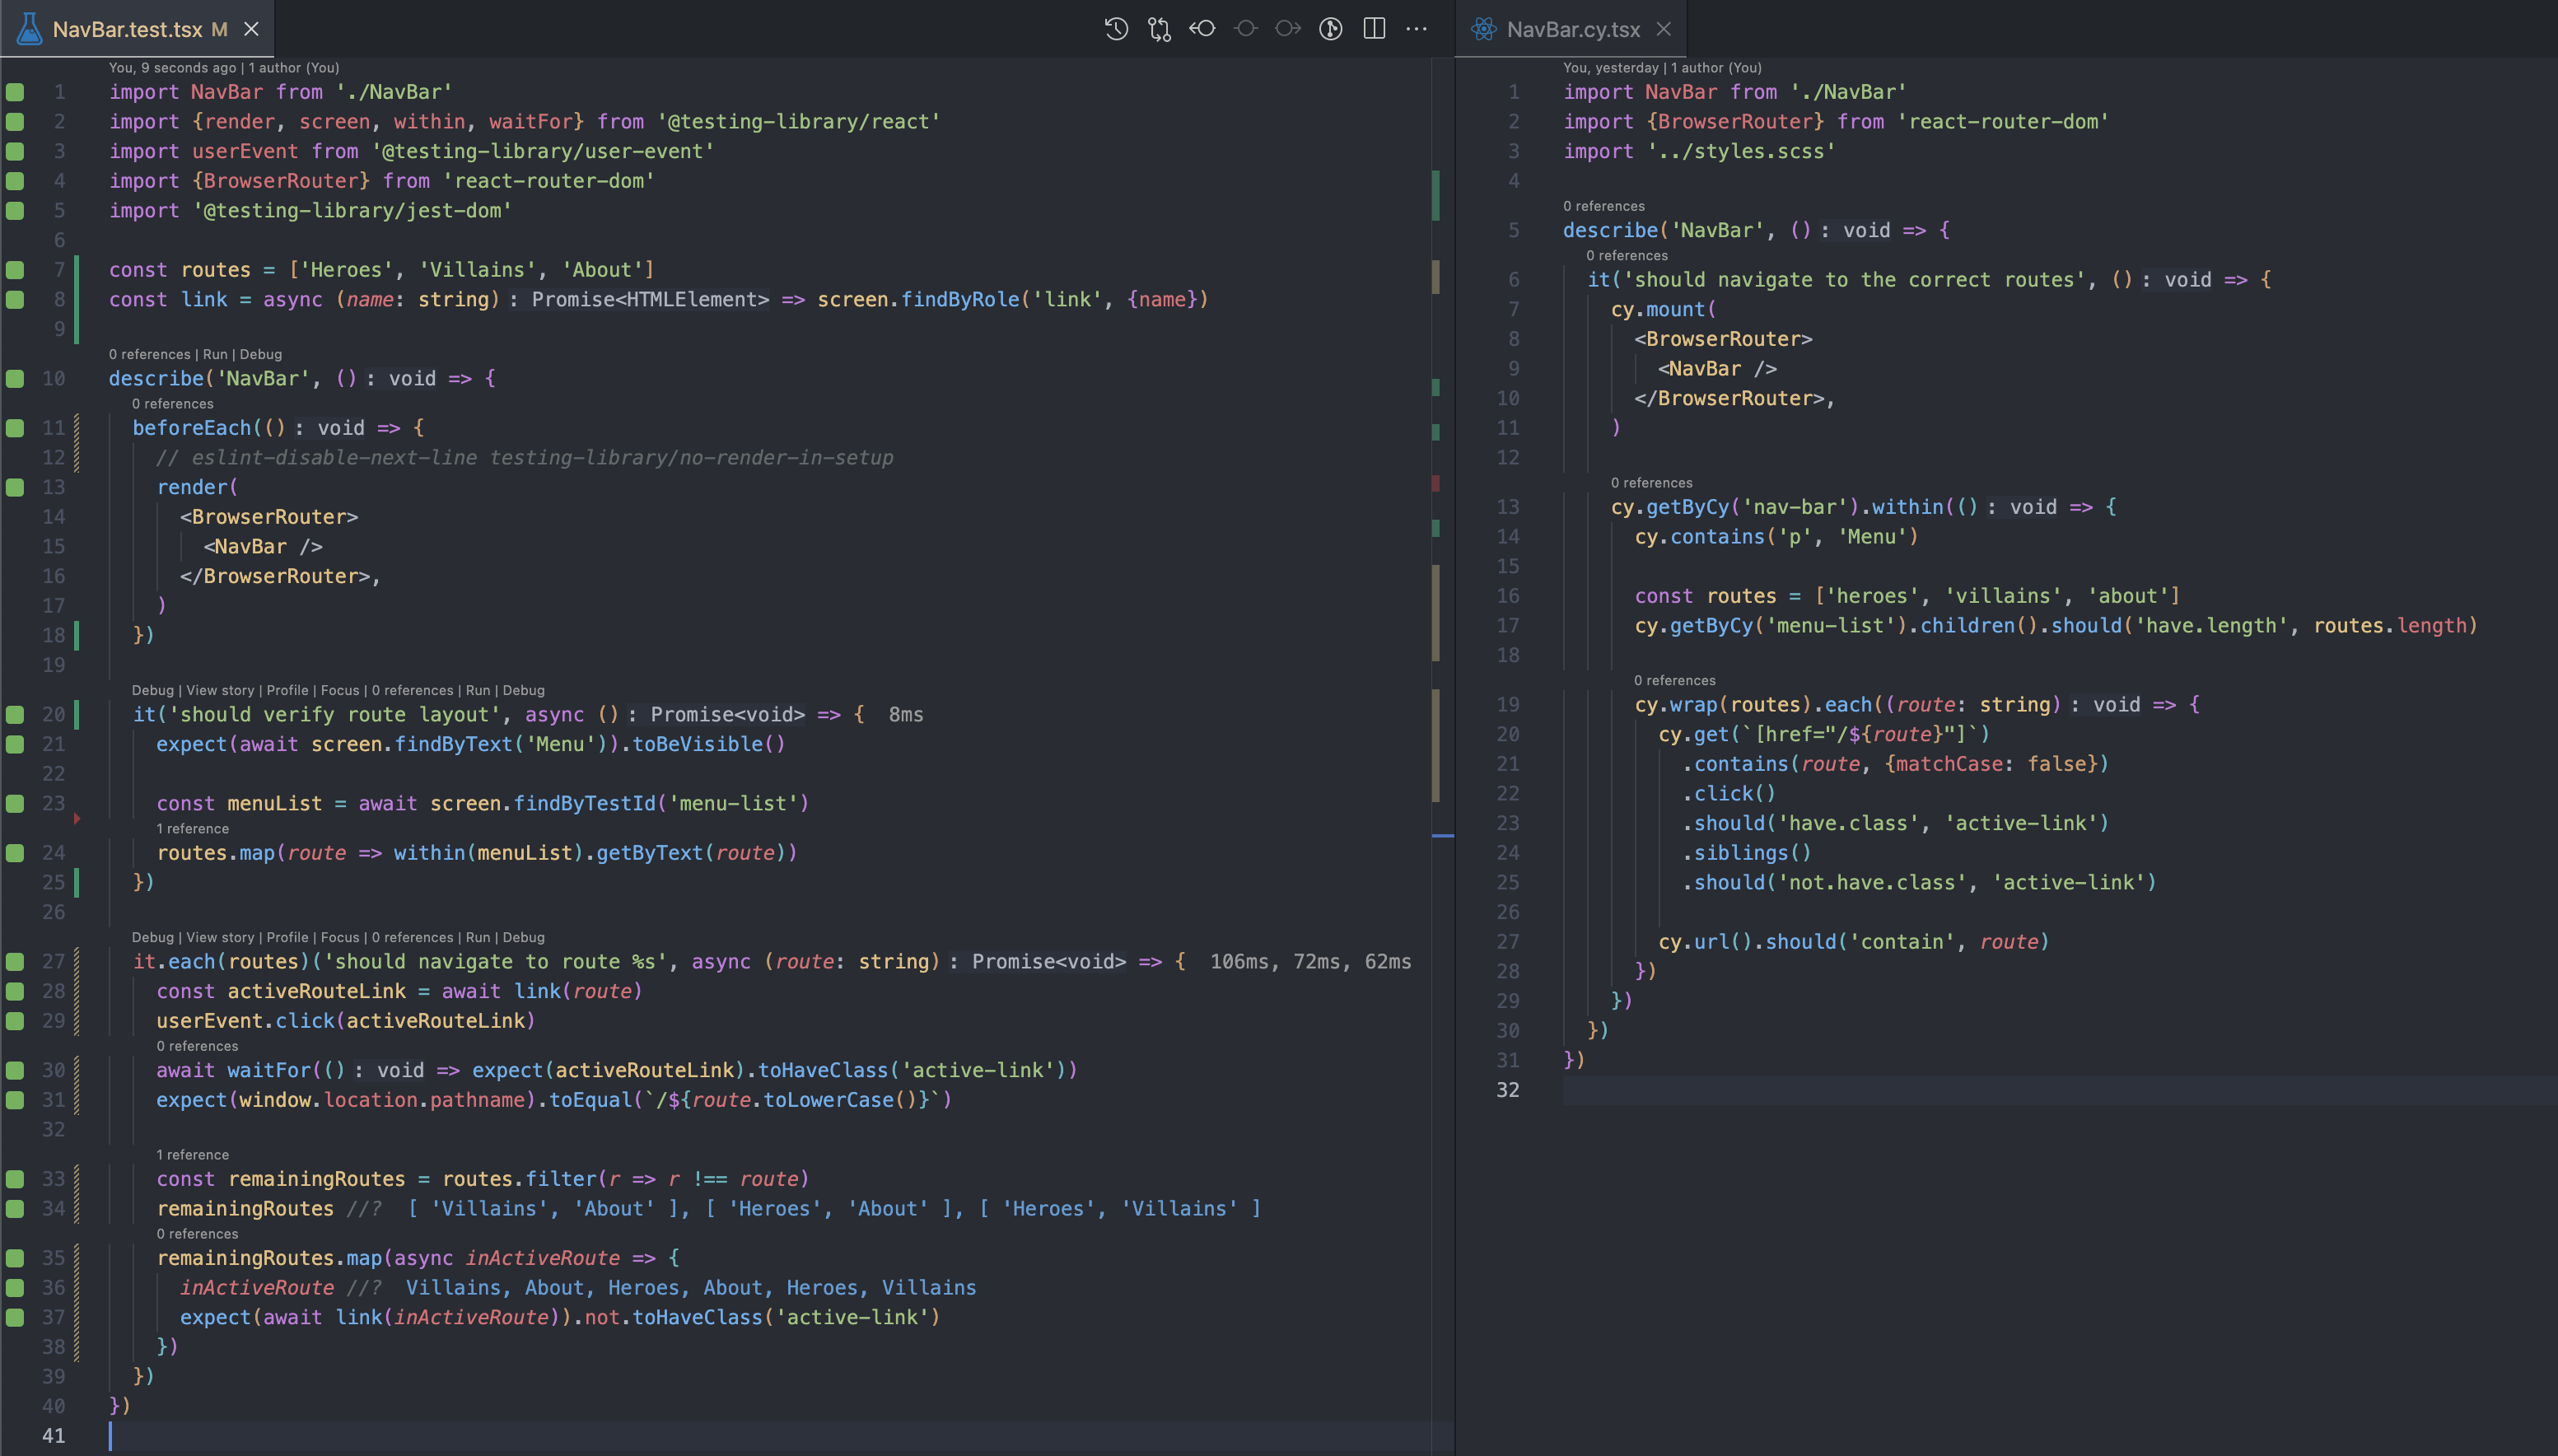 NavBar.test.tsx M
You, 9 seconds ago | 1 author (You)
1 import NavBar from './NavBar'
2 import {render, screen, within, waitFor} from '@testing-library/react'
3 import userEvent from '@testing-library/user-event'
4 import {BrowserRouter} from 'react-router-dom'
5 import '@testing-library/jest-dom'
6
7 const routes = ['Heroes', 'Villains', 'About']
8 const link = async (name: string): Promise<HTMLElement> => screen.findByRole('link', {name})
9
0 references | Run | Debug
10 describe('NavBar', (): void => {
0 references
11 beforeEach((): void => {
12 // eslint-disable-next-line testing-library/no-render-in-setup
13 render(
14 <BrowserRouter>
15 <NavBar />
16 </BrowserRouter>,
17 )
18 })
19
Debug | View story | Profile | Focus | 0 references | Run | Debug
20 it('should verify route layout', async (): Promise<void> => { 8ms
21 expect(await screen.findByText('Menu')).toBeVisible()
22
23 const menuList = await screen.findByTestId('menu-list')
1 reference
24 routes.map(route => within(menuList).getByText(route))
25 })
26
Debug | View story | Profile | Focus | 0 references | Run | Debug
27 it.each(routes)('should navigate to route %s', async (route: string): Promise<void> => { 106ms, 72ms, 62ms
28 const activeRouteLink = await link(route)
29 userEvent.click(activeRouteLink)
0 references
30 await waitFor((): void => expect(activeRouteLink).toHaveClass('active-link'))
31 expect(window.location.pathname).toEqual(`/${route.toLowerCase()}`)
32
1 reference
33 const remainingRoutes = routes.filter(r => r !== route)
34 remainingRoutes //? [ 'Villains', 'About' ], [ 'Heroes', 'About' ], [ 'Heroes', 'Villains' ]
0 references
35 remainingRoutes.map(async inActiveRoute => {
36 inActiveRoute //? Villains, About, Heroes, About, Heroes, Villains
37 expect(await link(inActiveRoute)).not.toHaveClass('active-link')
38 })
39 })
40 })
41
NavBar.cy.tsx
You, yesterday | 1 author (You)
1 import NavBar from './NavBar'
2 import {BrowserRouter} from 'react-router-dom'
3 import '../styles.scss'
4
0 references
5 describe('NavBar', (): void => {
0 references
6 it('should navigate to the correct routes', (): void => {
7 cy.mount(
8 <BrowserRouter>
9 <NavBar />
10 </BrowserRouter>,
11 )
12
0 references
13 cy.getByCy('nav-bar').within((): void => {
14 cy.contains('p', 'Menu')
15
16 const routes = ['heroes', 'villains', 'about']
17 cy.getByCy('menu-list').children().should('have.length', routes.length)
18
0 references
19 cy.wrap(routes).each((route: string): void => {
20 cy.get(`[href="/${route}"]`)
21 .contains(route, {matchCase: false})
22 .click()
23 .should('have.class', 'active-link')
24 .siblings()
25 .should('not.have.class', 'active-link')
26
27 cy.url().should('contain', route)
28 })
29 })
30 })
31 })
32